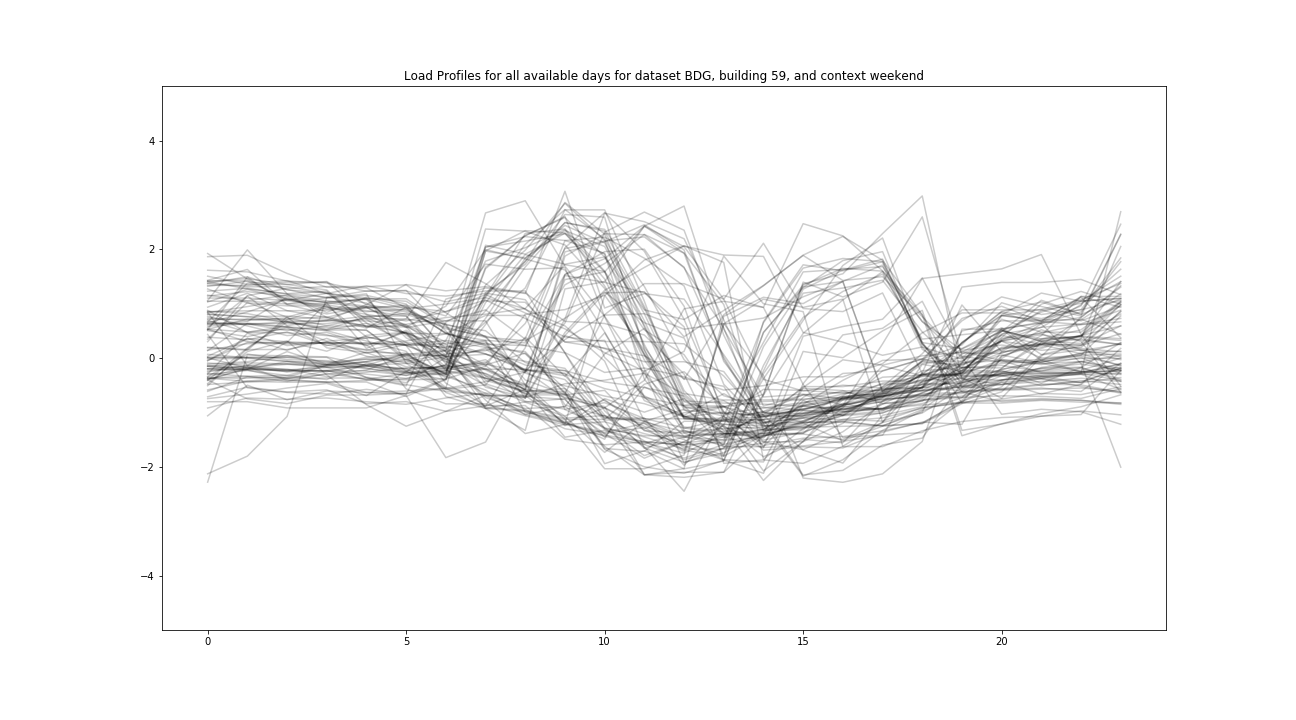 Load Profiles for all available days for dataset BDG, building 59, and context weekend
4
2
0
−2
−4
0 5 10 15 20